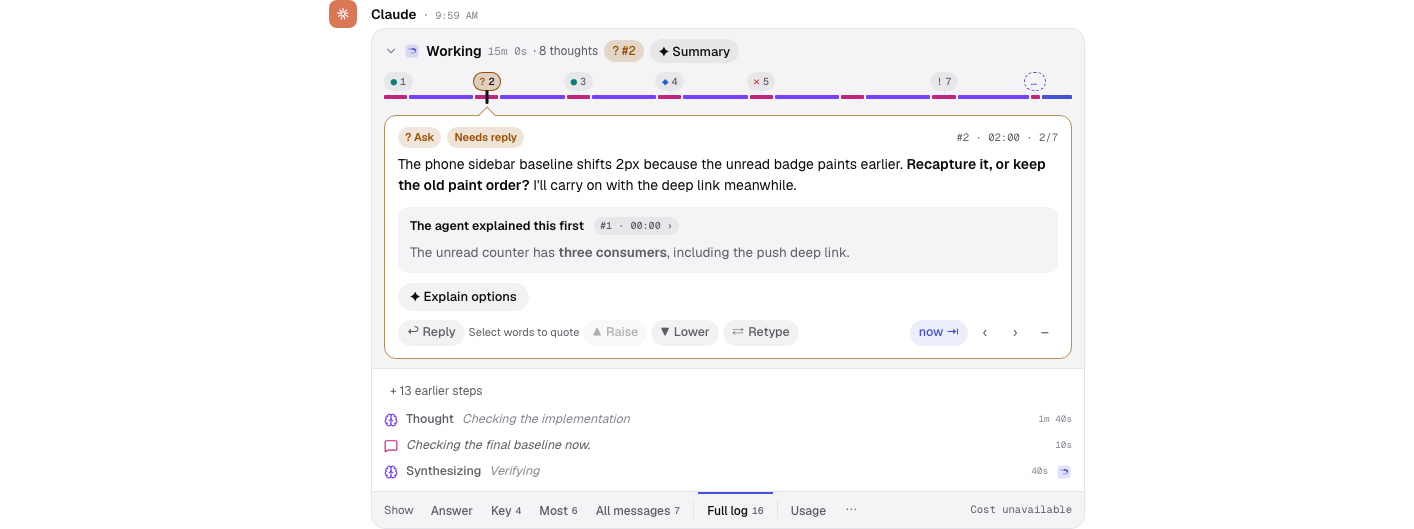 Claude · 9:59 AM
Working 15m 0s · 8 thoughts ? #2 ✦ Summary
1 ? 2 3 4 × 5 ! 7 …
? Ask Needs reply #2 · 02:00 · 2/7
The phone sidebar baseline shifts 2px because the unread badge paints earlier. Recapture it, or keep
the old paint order? I'll carry on with the deep link meanwhile.
The agent explained this first #1 · 00:00 ›
The unread counter has three consumers, including the push deep link.
✦ Explain options
↩ Reply Select words to quote ▲ Raise ▼ Lower ⇄ Retype now ⇥ ‹ › −
+ 13 earlier steps
Thought Checking the implementation 1m 40s
Checking the final baseline now. 10s
Synthesizing Verifying 40s
Show Answer Key 4 Most 6 All messages 7 Full log 16 Usage ··· Cost unavailable